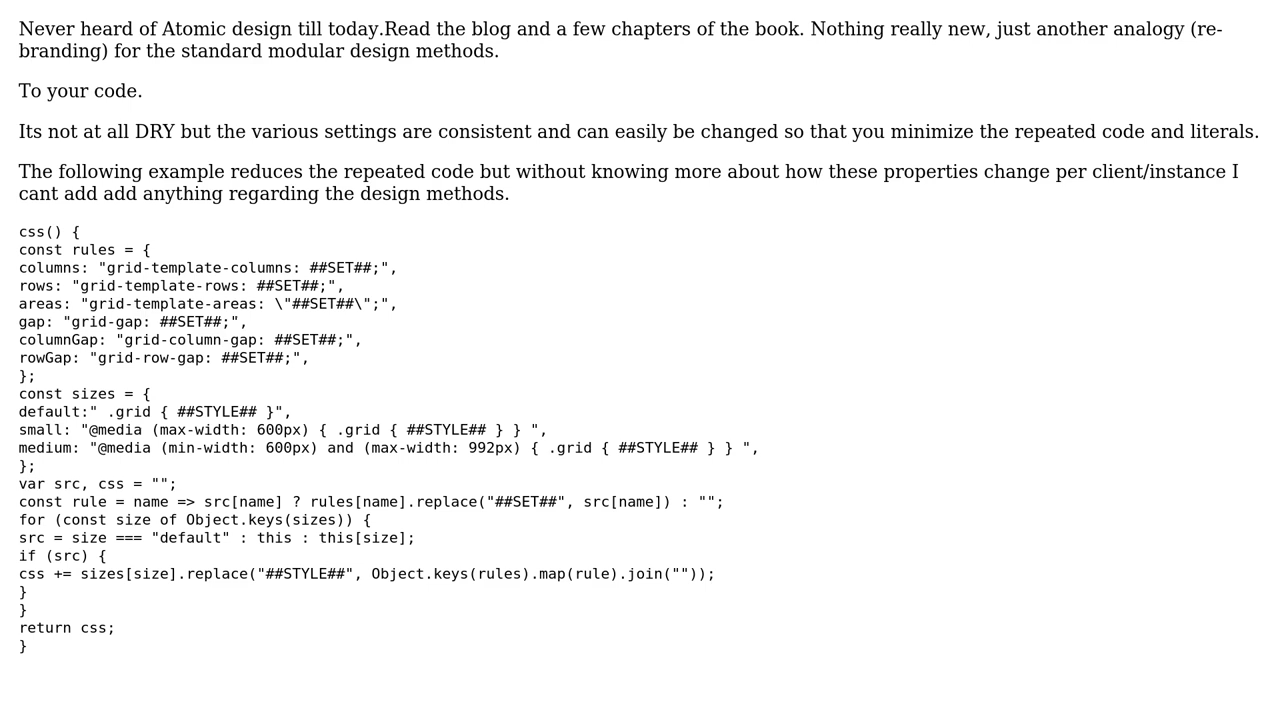 Never heard of Atomic design till today.Read the blog and a few chapters of the book. Nothing really new, just another analogy (re-
branding) for the standard modular design methods.
To your code.
Its not at all DRY but the various settings are consistent and can easily be changed so that you minimize the repeated code and literals.
The following example reduces the repeated code but without knowing more about how these properties change per client/instance I
cant add add anything regarding the design methods.
css() {
const rules = {
columns: "grid-template-columns: ##SET##;",
rows: "grid-template-rows: ##SET##;",
areas: "grid-template-areas: \"##SET##\";",
gap: "grid-gap: ##SET##;",
columnGap: "grid-column-gap: ##SET##;",
rowGap: "grid-row-gap: ##SET##;",
};
const sizes = {
default:" .grid { ##STYLE## }",
small: "@media (max-width: 600px) { .grid { ##STYLE## } } ",
medium: "@media (min-width: 600px) and (max-width: 992px) { .grid { ##STYLE## } } ",
};
var src, css = "";
const rule = name => src[name] ? rules[name].replace("##SET##", src[name]) : "";
for (const size of Object.keys(sizes)) {
src = size === "default" : this : this[size];
if (src) {
css += sizes[size].replace("##STYLE##", Object.keys(rules).map(rule).join(""));
}
}
return css;
}